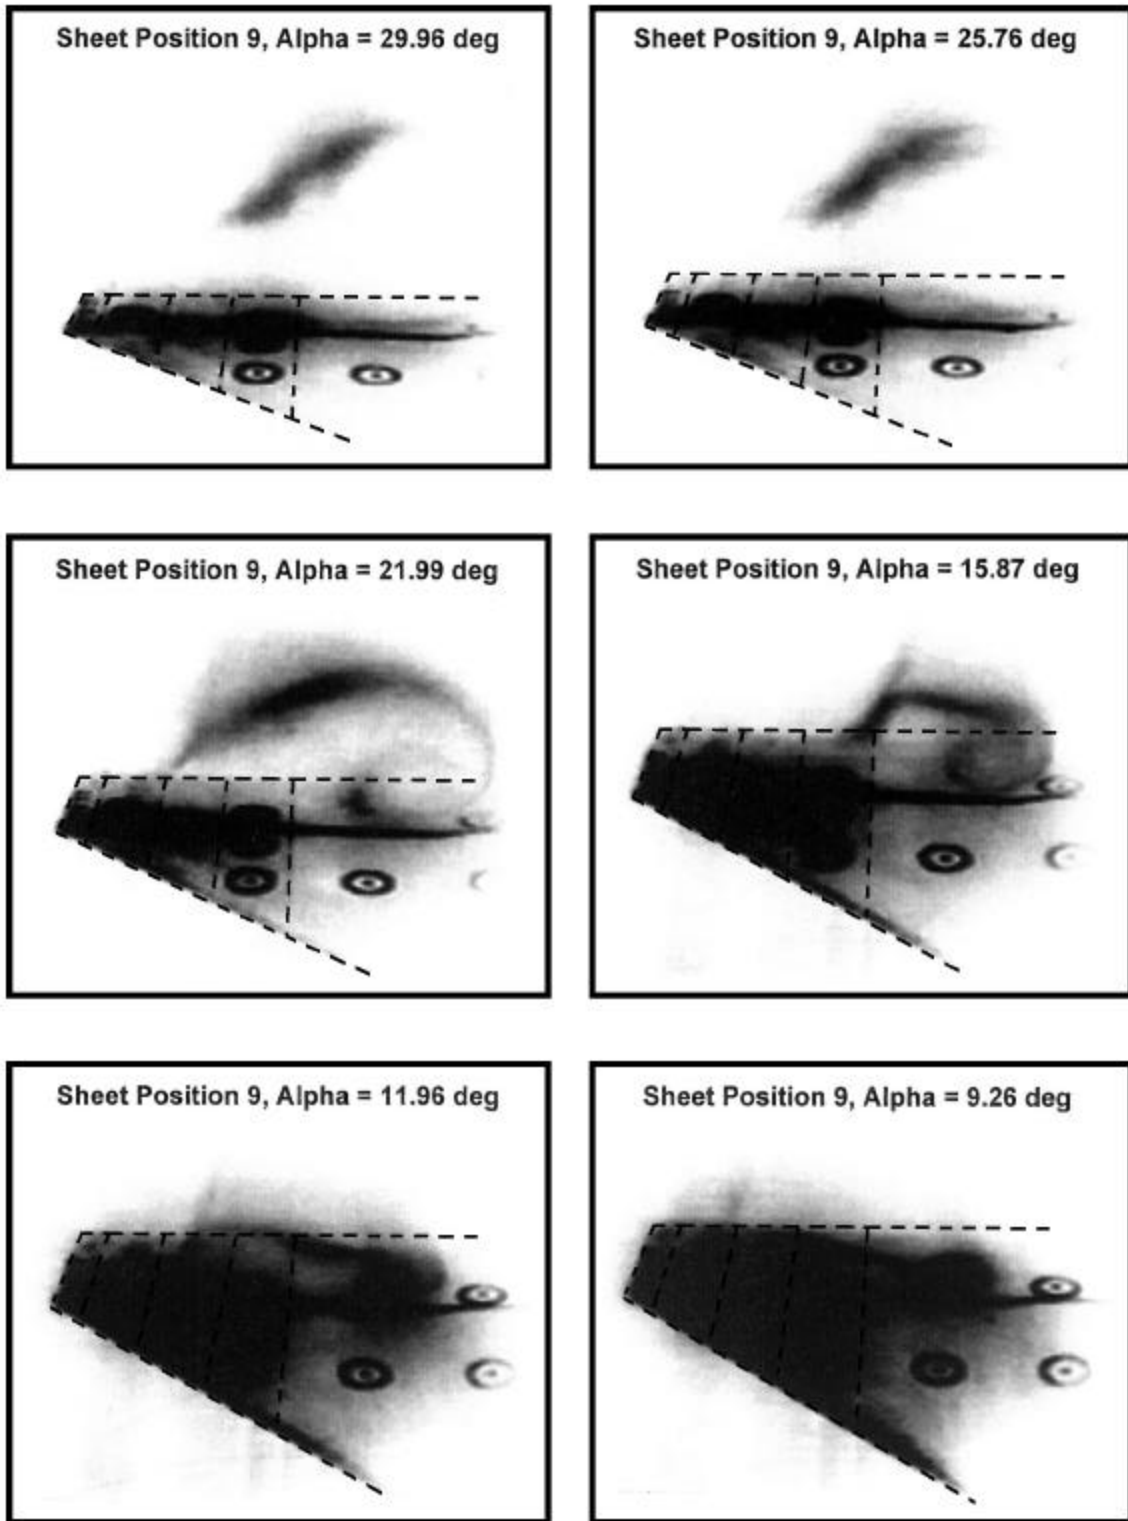 Sheet Position 9, Alpha = 29.96 deg
Sheet Position 9, Alpha = 25.76 deg
Sheet Position 9, Alpha = 21.99 deg
Sheet Position 9, Alpha = 15.87 deg
Sheet Position 9, Alpha = 11.96 deg
Sheet Position 9, Alpha = 9.26 deg